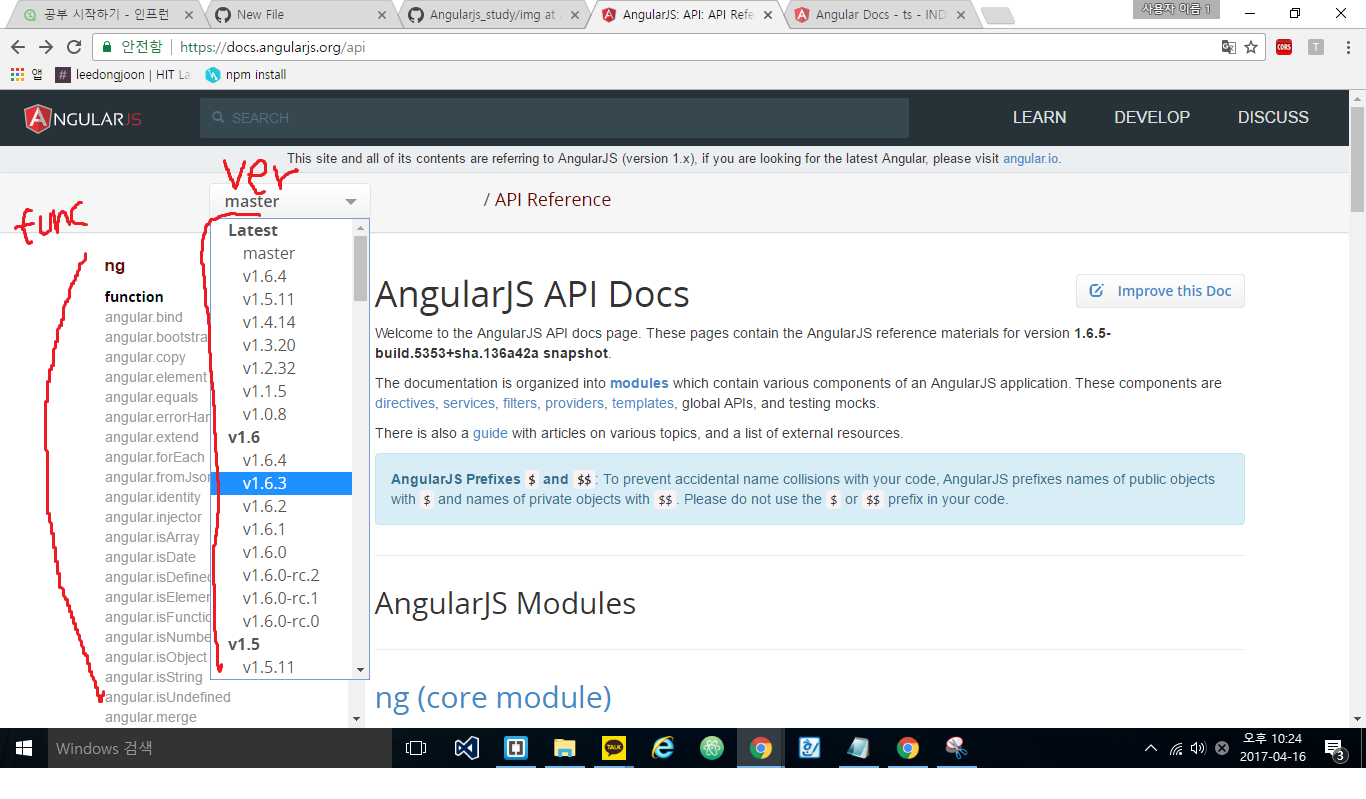 공부 시작하기 - 인프런
New File
Angularjs_study/img at
AngularJS: API: API Refe
Angular Docs - ts - IND
사용자 이름 1
안전함
https://docs.angularjs.org/api
CORS
T
앱
# leedongjoon | HIT La
npm install
ANGULARJS
SEARCH
LEARN
DEVELOP
DISCUSS
This site and all of its contents are referring to AngularJS (version 1.x), if you are looking for the latest Angular, please visit angular.io.
ver
master
/ API Reference
func
ng
function
angular.bind
angular.bootstra
angular.copy
angular.element
angular.equals
angular.errorHan
angular.extend
angular.forEach
angular.fromJson
angular.identity
angular.injector
angular.isArray
angular.isDate
angular.isDefined
angular.isElemen
angular.isFunctio
angular.isNumbe
angular.isObject
angular.isString
angular.isUndefined
angular.merge
Latest
master
v1.6.4
v1.5.11
v1.4.14
v1.3.20
v1.2.32
v1.1.5
v1.0.8
v1.6
v1.6.4
v1.6.3
v1.6.2
v1.6.1
v1.6.0
v1.6.0-rc.2
v1.6.0-rc.1
v1.6.0-rc.0
v1.5
v1.5.11
AngularJS API Docs
Improve this Doc
Welcome to the AngularJS API docs page. These pages contain the AngularJS reference materials for version 1.6.5-
build.5353+sha.136a42a snapshot.
The documentation is organized into modules which contain various components of an AngularJS application. These components are
directives, services, filters, providers, templates, global APIs, and testing mocks.
There is also a guide with articles on various topics, and a list of external resources.
AngularJS Prefixes $ and $$: To prevent accidental name collisions with your code, AngularJS prefixes names of public objects
with $ and names of private objects with $$. Please do not use the $ or $$ prefix in your code.
AngularJS Modules
ng (core module)
Windows 검색
TALK
오후 10:24
2017-04-16
3